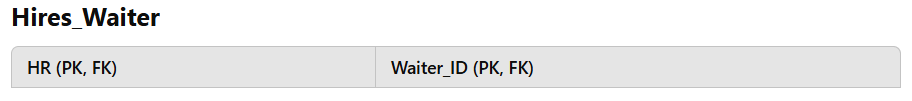 Hires_Waiter
HR (PK, FK) Waiter_ID (PK, FK)